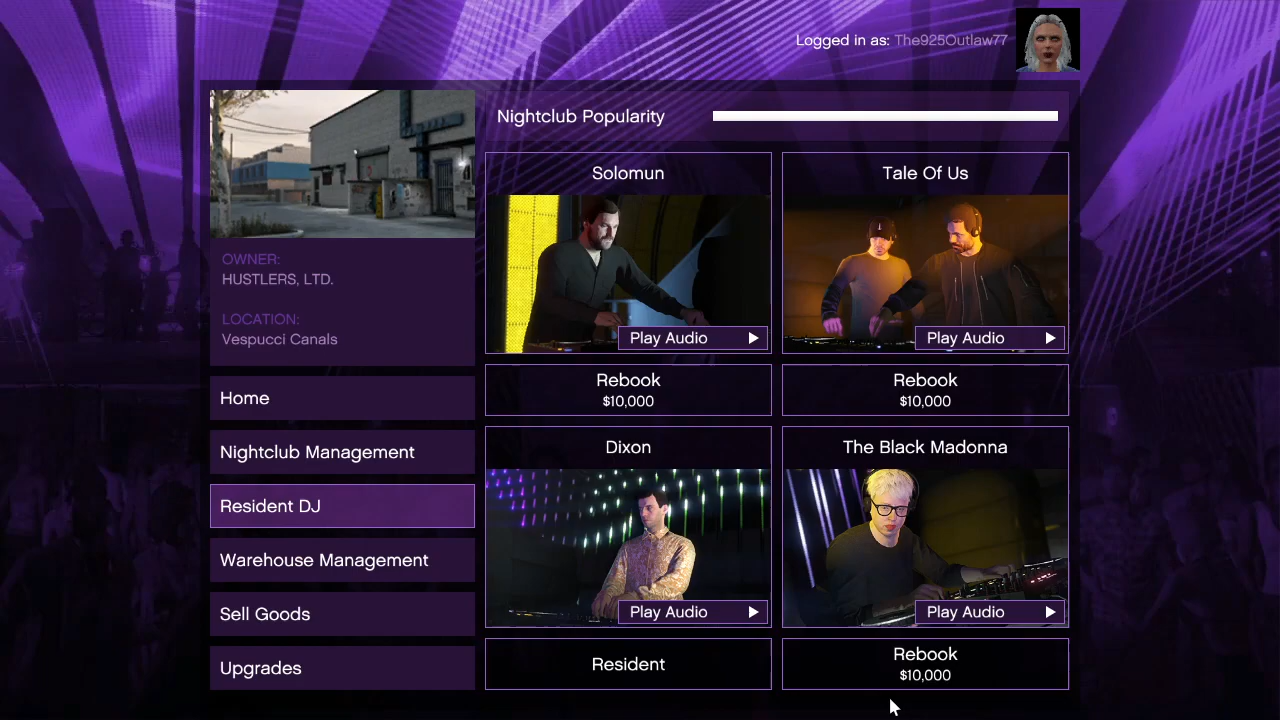 Logged in as: The925Outlaw77
OWNER:
HUSTLERS, LTD.
LOCATION:
Vespucci Canals
Home
Nightclub Management
Resident DJ
Warehouse Management
Sell Goods
Upgrades
Nightclub Popularity
Solomun
Play Audio
Rebook
$10,000
Tale Of Us
Play Audio
Rebook
$10,000
Dixon
Play Audio
Resident
The Black Madonna
Play Audio
Rebook
$10,000